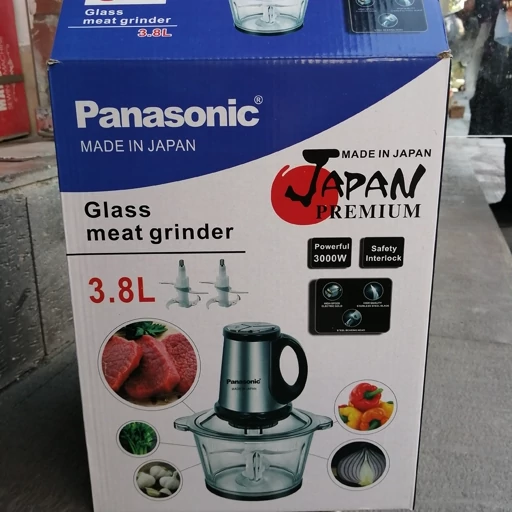 Glass
meat grinder
3.8L
Panasonic®
MADE IN JAPAN
MADE IN JAPAN
JAPAN
PREMIUM
Glass
meat grinder
Powerful
3000W
Safety
Interlock
3.8L
Panasonic